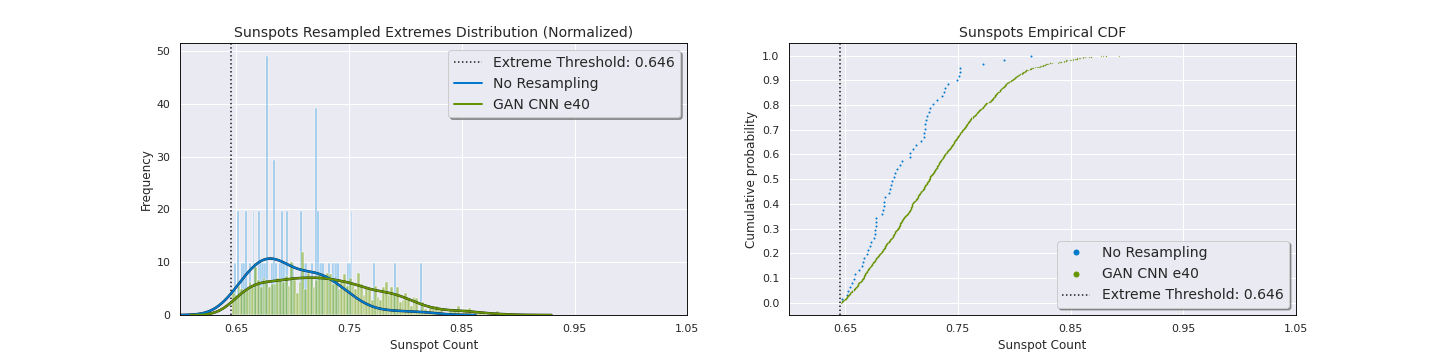 Sunspots Resampled Extremes Distribution (Normalized)
Extreme Threshold: 0.646
No Resampling
GAN CNN e40
Frequency
50
40
30
20
10
0
0.65
0.75
0.85
0.95
1.05
Sunspot Count
Sunspots Empirical CDF
Cumulative probability
1.0
0.9
0.8
0.7
0.6
0.5
0.4
0.3
0.2
0.1
0.0
No Resampling
GAN CNN e40
Extreme Threshold: 0.646
0.65
0.75
0.85
0.95
1.05
Sunspot Count